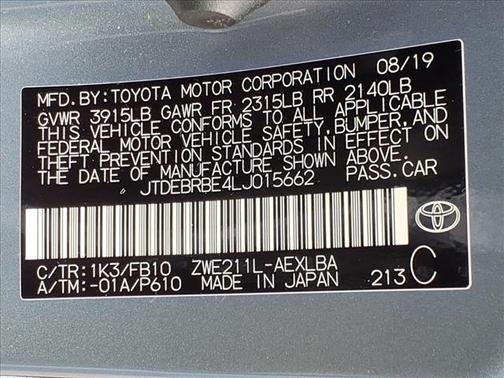 MFD. BY: TOYOTA MOTOR CORPORATION 08/19
GVWR 3915LB GAWR FR 2315LB RR 2140LB
THIS VEHICLE CONFORMS TO ALL APPLICABLE
FEDERAL MOTOR VEHICLE SAFETY, BUMPER, AND
THEFT PREVENTION STANDARDS IN EFFECT ON
THE DATE OF MANUFACTURE SHOWN ABOVE.
JTDEBRBE4LJ015662 PASS. CAR
C/TR: 1K3/FB10 ZWE211L-AEXLBA
A/TM: -01A/P610 MADE IN JAPAN 213 C